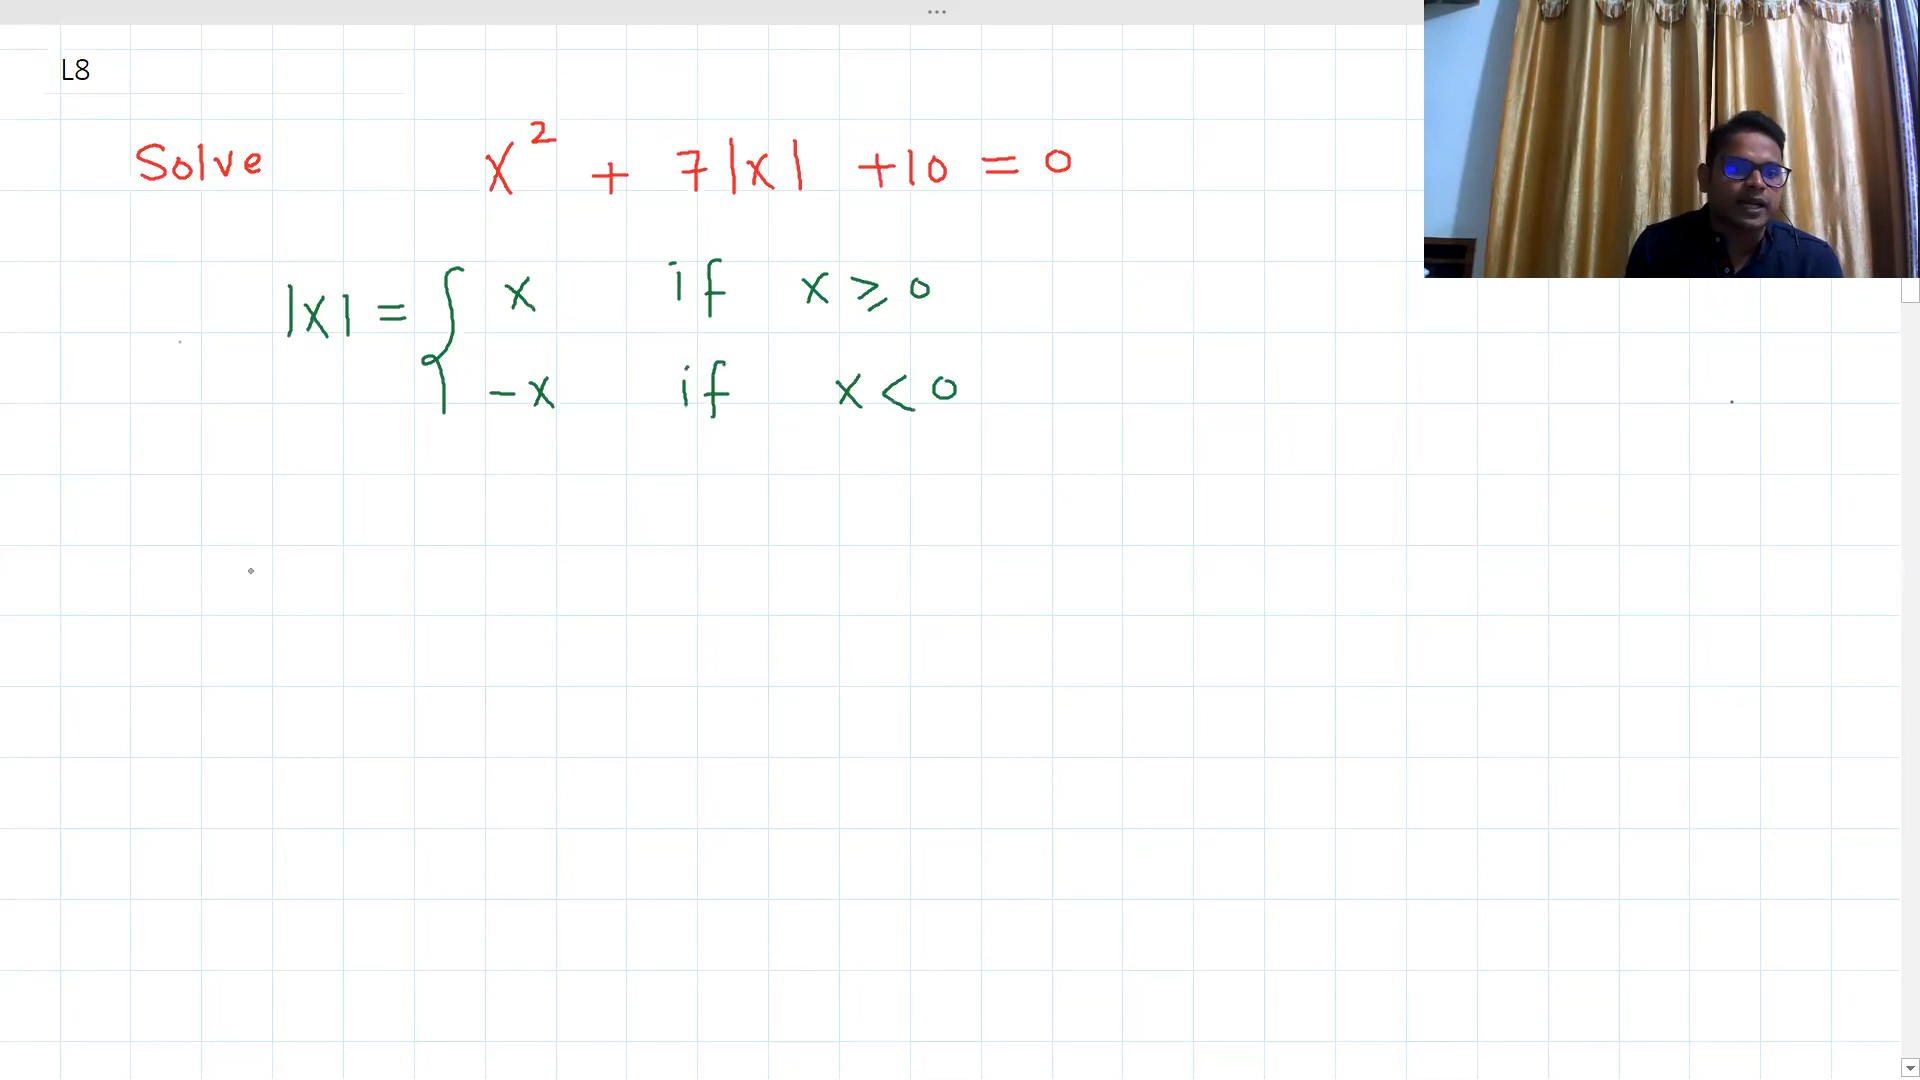 L8
Solve x² + 7|x| +10 = 0
|x| = { x if x ⩾ 0
-x if x < 0